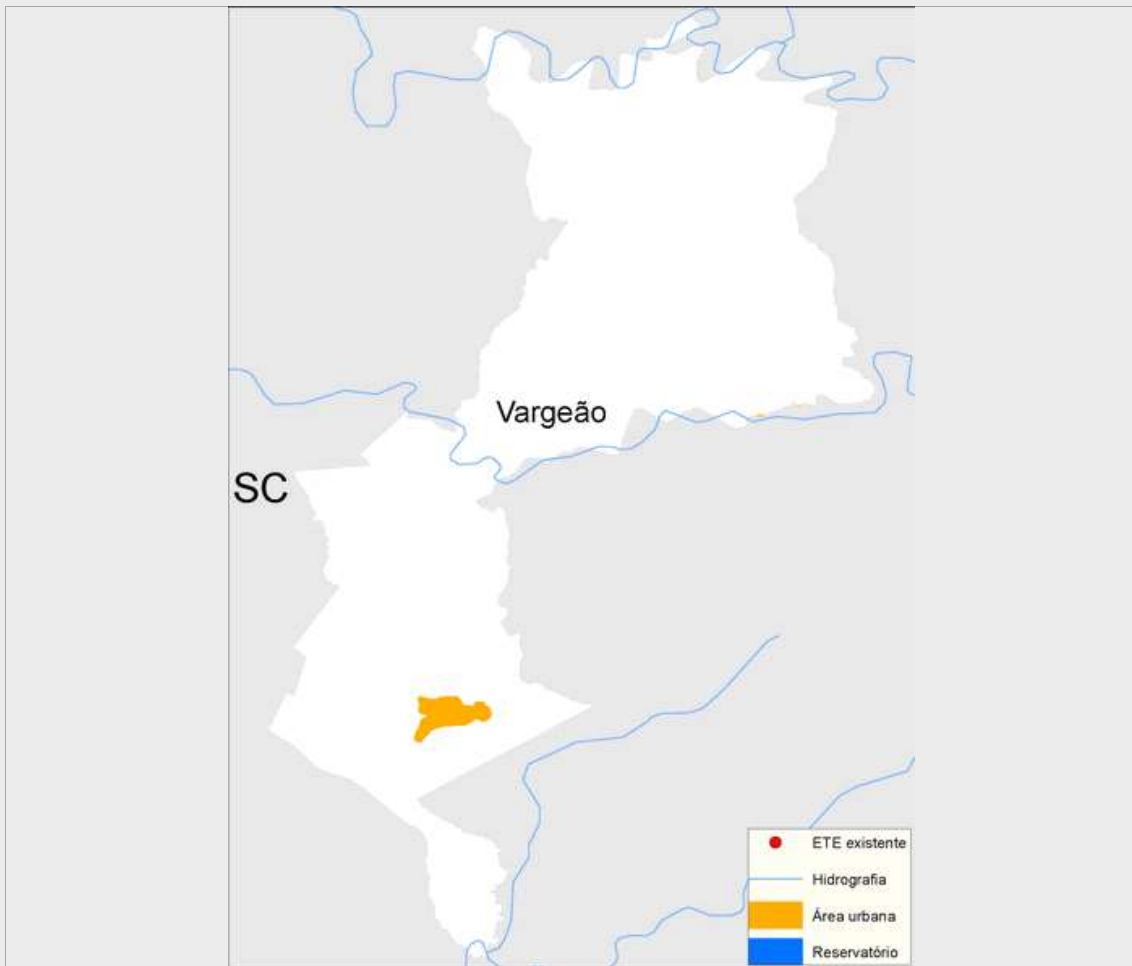 Vargeão
SC
ETE existente
Hidrografia
Área urbana
Reservatório